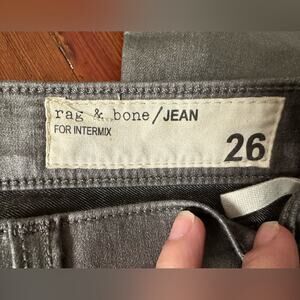 rag & bone/JEAN
FOR INTERMIX
26